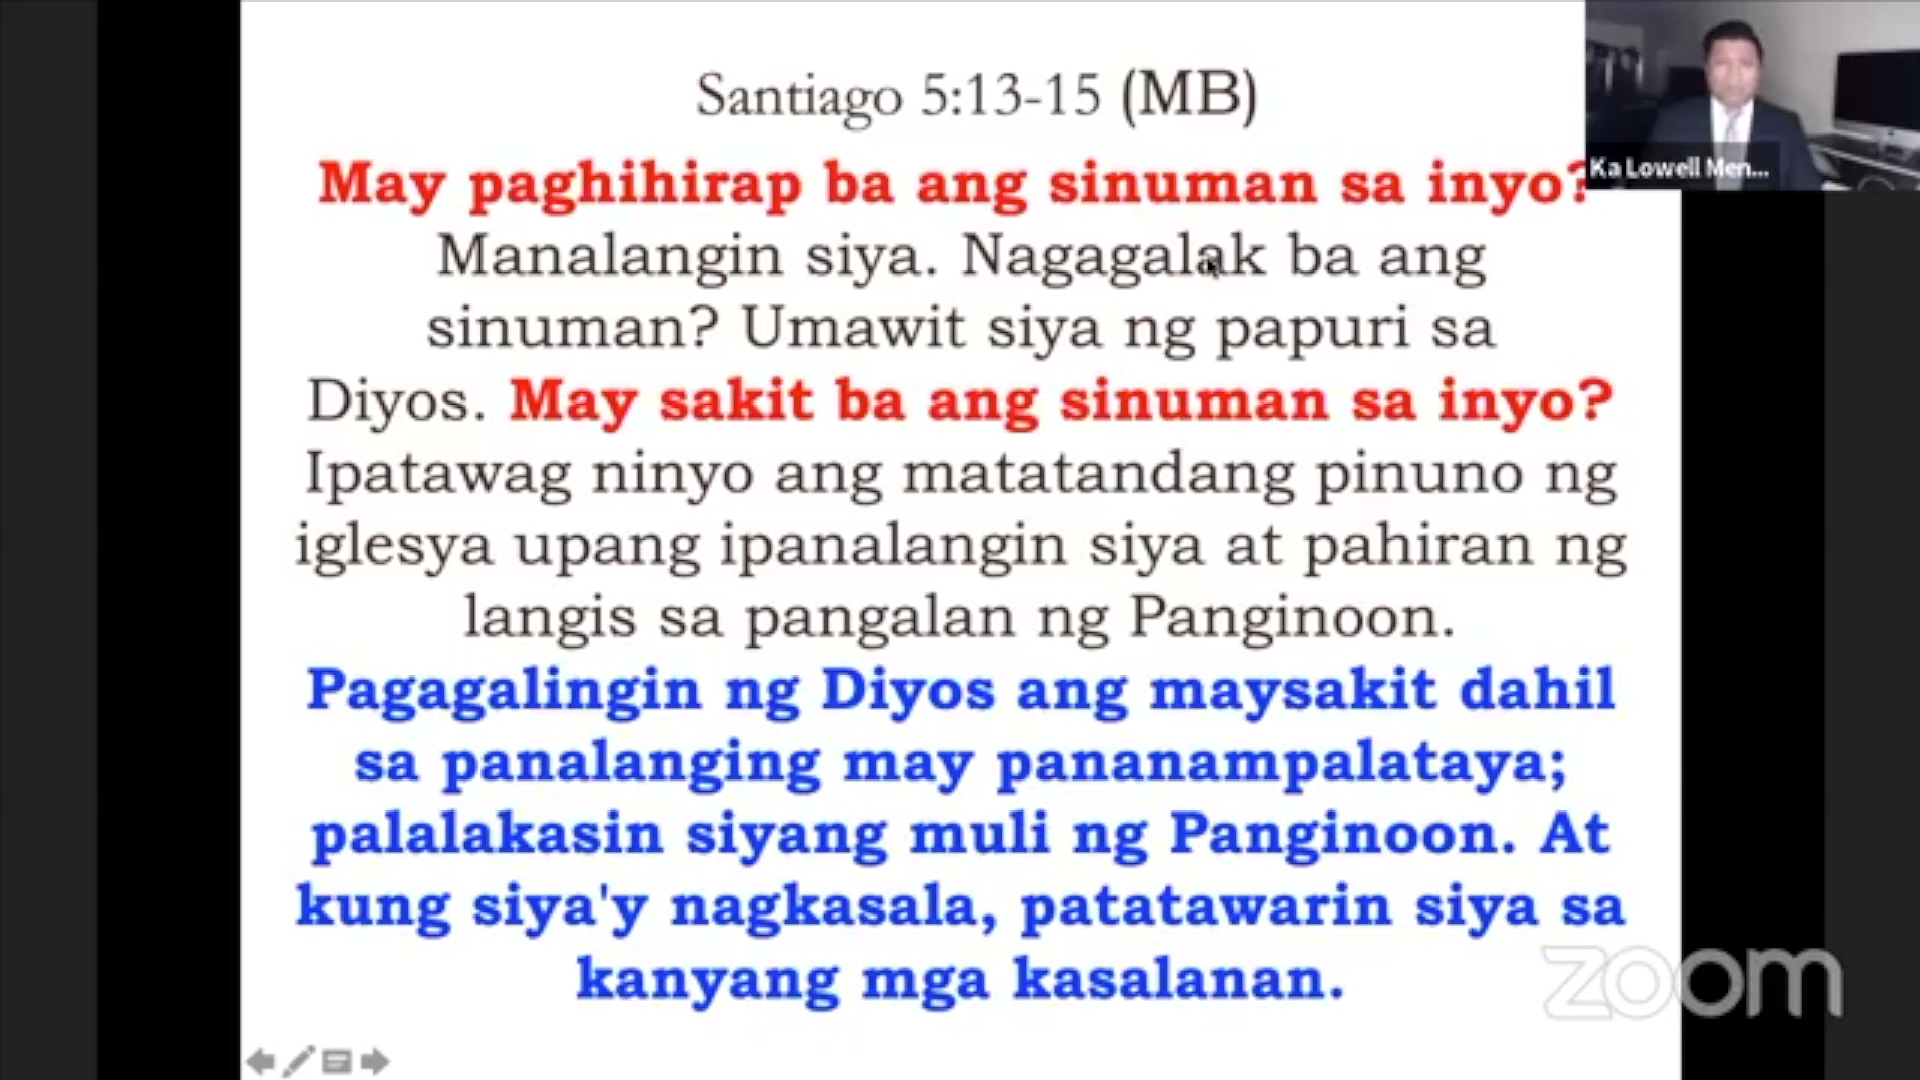 Santiago 5:13-15 (MB)
May paghihirap ba ang sinuman sa inyo?
Manalangin siya. Nagagalak ba ang
sinuman? Umawit siya ng papuri sa
Diyos. May sakit ba ang sinuman sa inyo?
Ipatawag ninyo ang matatandang pinuno ng
iglesya upang ipanalangin siya at pahiran ng
langis sa pangalan ng Panginoon.
Pagagalingin ng Diyos ang maysakit dahil
sa panalanging may pananampalataya;
palalakasin siyang muli ng Panginoon. At
kung siya'y nagkasala, patatawarin siya sa
kanyang mga kasalanan.
Ka Lowell Men...
zoom